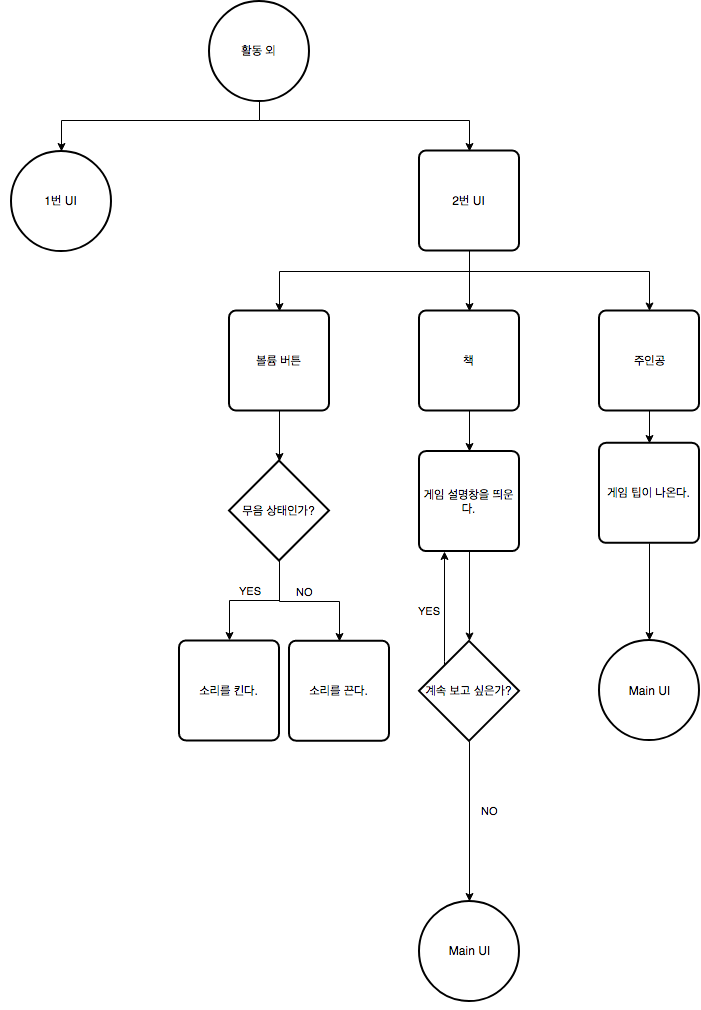 활동 외
1번 UI
2번 UI
볼륨 버튼
책
주인공
무음 상태인가?
게임 설명창을 띄운
다.
게임 팁이 나온다.
YES
NO
YES
소리를 킨다.
소리를 끈다.
계속 보고 싶은가?
Main UI
NO
Main UI